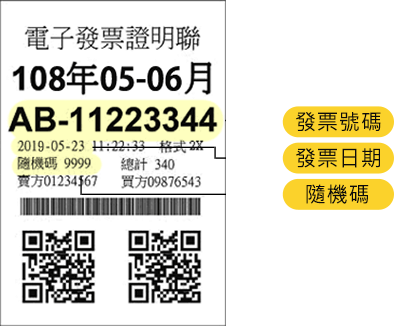 電子發票證明聯
108年05-06月
AB-11223344
2019-05-23 11:22:33 格式 2X
隨機碼 9999 總計 340
賣方01234567 買方09876543
發票號碼
發票日期
隨機碼